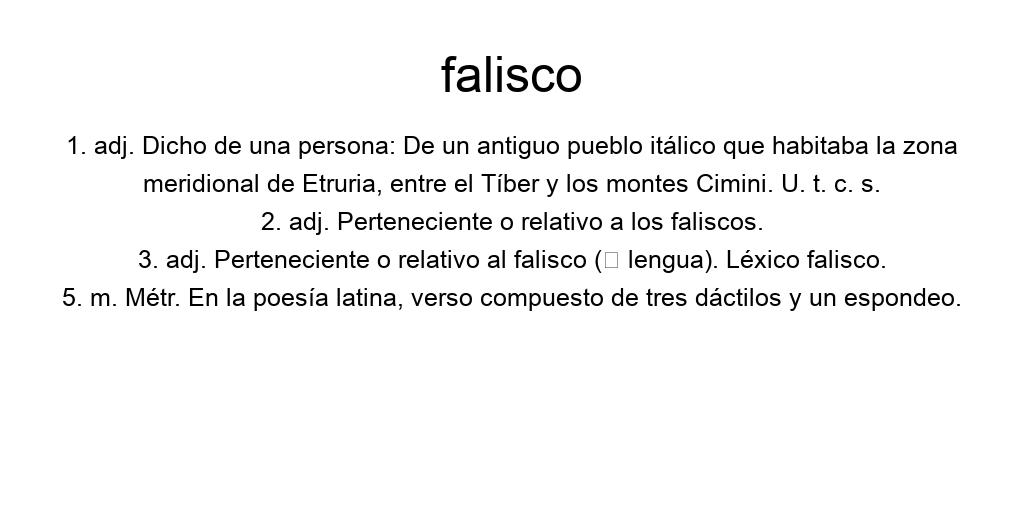 falisco
1. adj. Dicho de una persona: De un antiguo pueblo itálico que habitaba la zona
meridional de Etruria, entre el Tíber y los montes Cimini. U. t. c. s.
2. adj. Perteneciente o relativo a los faliscos.
3. adj. Perteneciente o relativo al falisco (□ lengua). Léxico falisco.
5. m. Métr. En la poesía latina, verso compuesto de tres dáctilos y un espondeo.